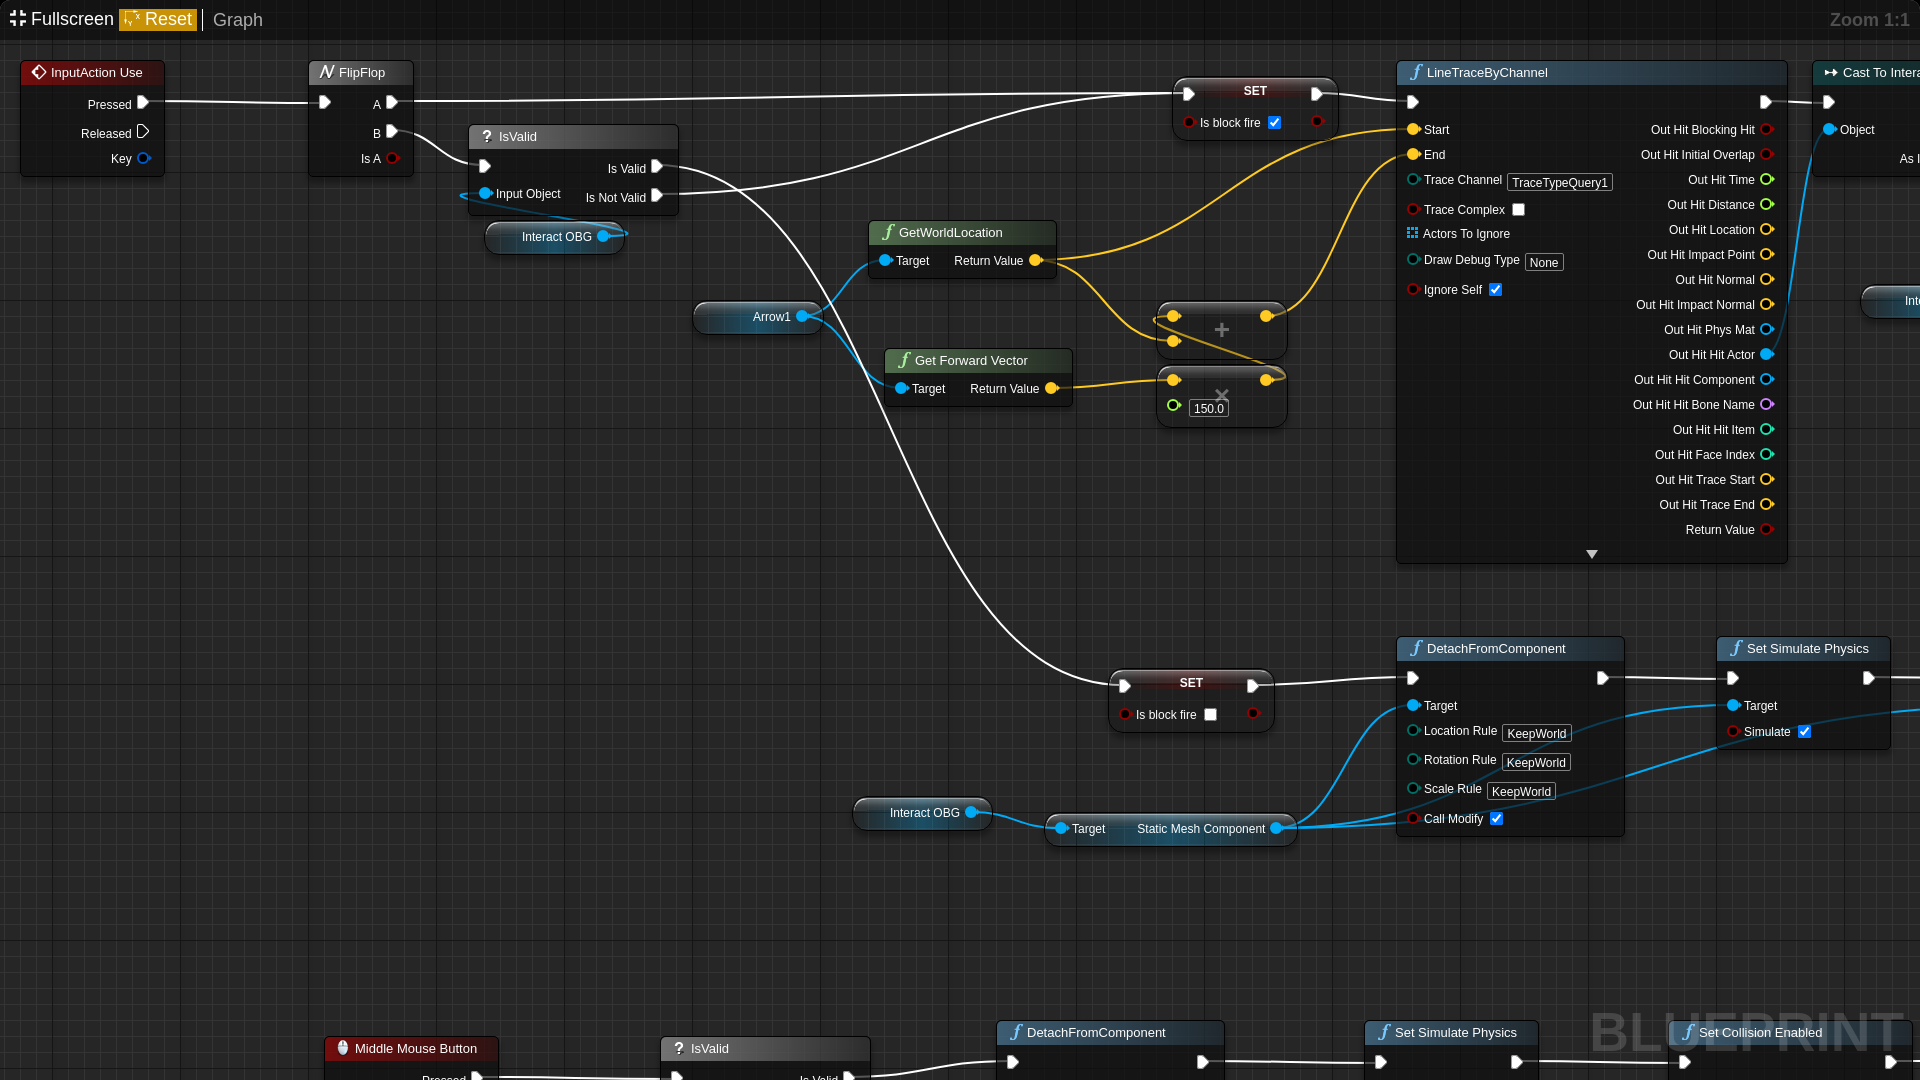 Fullscreen Reset Graph
Zoom 1:1
InputAction Use
Pressed
Released
Key
FlipFlop
A
B
Is A
? IsValid
Is Valid
Input Object
Is Not Valid
Interact OBG
SET
Is block fire
GetWorldLocation
Target Return Value
Arrow1
Get Forward Vector
Target Return Value
+
×
150.0
LineTraceByChannel
Start
End
Trace Channel TraceTypeQuery1
Trace Complex
Actors To Ignore
Draw Debug Type None
Ignore Self
Out Hit Blocking Hit
Out Hit Initial Overlap
Out Hit Time
Out Hit Distance
Out Hit Location
Out Hit Impact Point
Out Hit Normal
Out Hit Impact Normal
Out Hit Phys Mat
Out Hit Hit Actor
Out Hit Hit Component
Out Hit Hit Bone Name
Out Hit Hit Item
Out Hit Face Index
Out Hit Trace Start
Out Hit Trace End
Return Value
Cast To Intera
Object
As I
Inte
SET
Is block fire
Interact OBG
Target Static Mesh Component
DetachFromComponent
Target
Location Rule KeepWorld
Rotation Rule KeepWorld
Scale Rule KeepWorld
Call Modify
Set Simulate Physics
Target
Simulate
Middle Mouse Button
Pressed
? IsValid
Is Valid
DetachFromComponent
Set Simulate Physics
Set Collision Enabled
BLUEPRINT